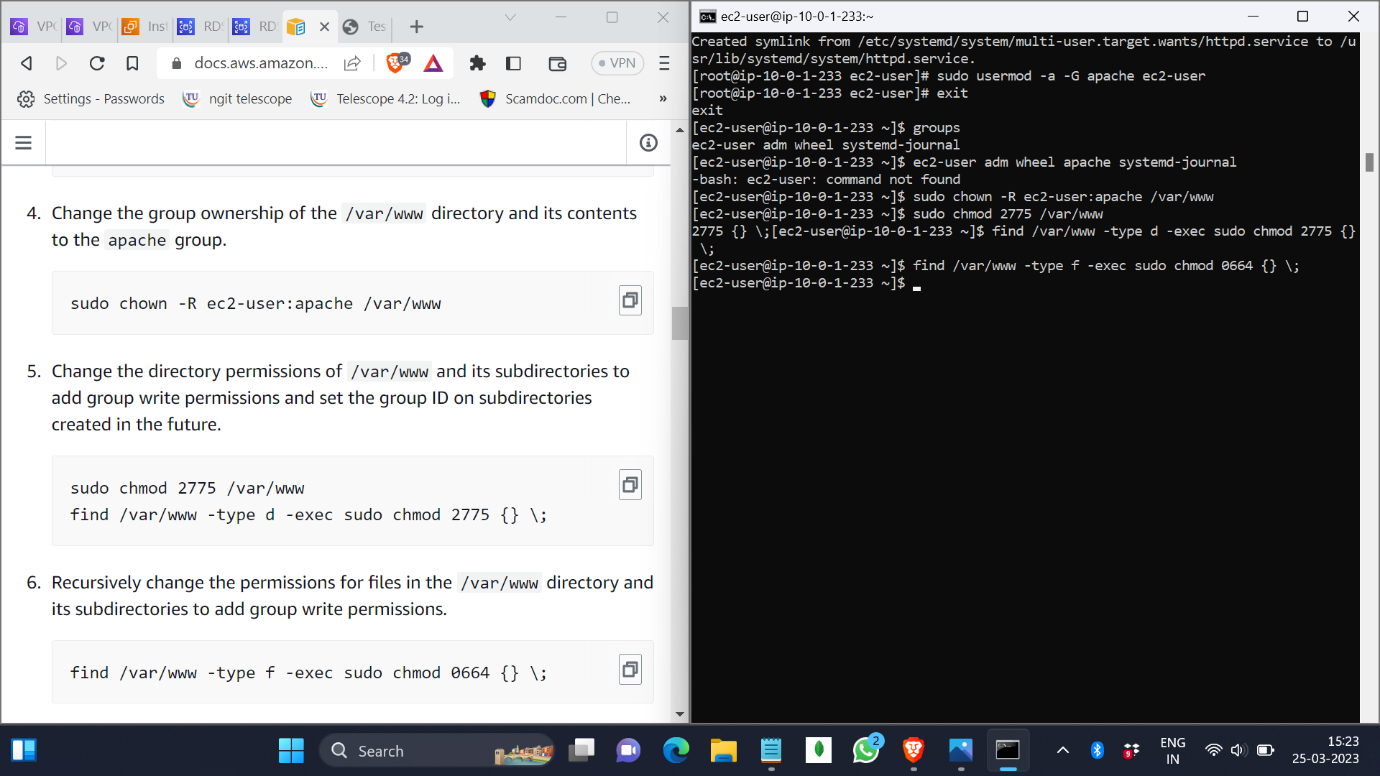 VPC
VPC
Inst
RD
RD
Tes
docs.aws.amazon....
34
VPN
Settings - Passwords
TU
ngit telescope
TU
Telescope 4.2: Log i...
Scamdoc.com | Che...
»
4. Change the group ownership of the /var/www directory and its contents
to the apache group.
sudo chown -R ec2-user:apache /var/www
5. Change the directory permissions of /var/www and its subdirectories to
add group write permissions and set the group ID on subdirectories
created in the future.
sudo chmod 2775 /var/www
find /var/www -type d -exec sudo chmod 2775 {} \;
6. Recursively change the permissions for files in the /var/www directory and
its subdirectories to add group write permissions.
find /var/www -type f -exec sudo chmod 0664 {} \;
ec2-user@ip-10-0-1-233:~
Created symlink from /etc/systemd/system/multi-user.target.wants/httpd.service to /u
sr/lib/systemd/system/httpd.service.
[root@ip-10-0-1-233 ec2-user]# sudo usermod -a -G apache ec2-user
[root@ip-10-0-1-233 ec2-user]# exit
exit
[ec2-user@ip-10-0-1-233 ~]$ groups
ec2-user adm wheel systemd-journal
[ec2-user@ip-10-0-1-233 ~]$ ec2-user adm wheel apache systemd-journal
-bash: ec2-user: command not found
[ec2-user@ip-10-0-1-233 ~]$ sudo chown -R ec2-user:apache /var/www
[ec2-user@ip-10-0-1-233 ~]$ sudo chmod 2775 /var/www
2775 {} \;[ec2-user@ip-10-0-1-233 ~]$ find /var/www -type d -exec sudo chmod 2775 {}
\;
[ec2-user@ip-10-0-1-233 ~]$ find /var/www -type f -exec sudo chmod 0664 {} \;
[ec2-user@ip-10-0-1-233 ~]$
Search
2
9
ENG
IN
15:23
25-03-2023